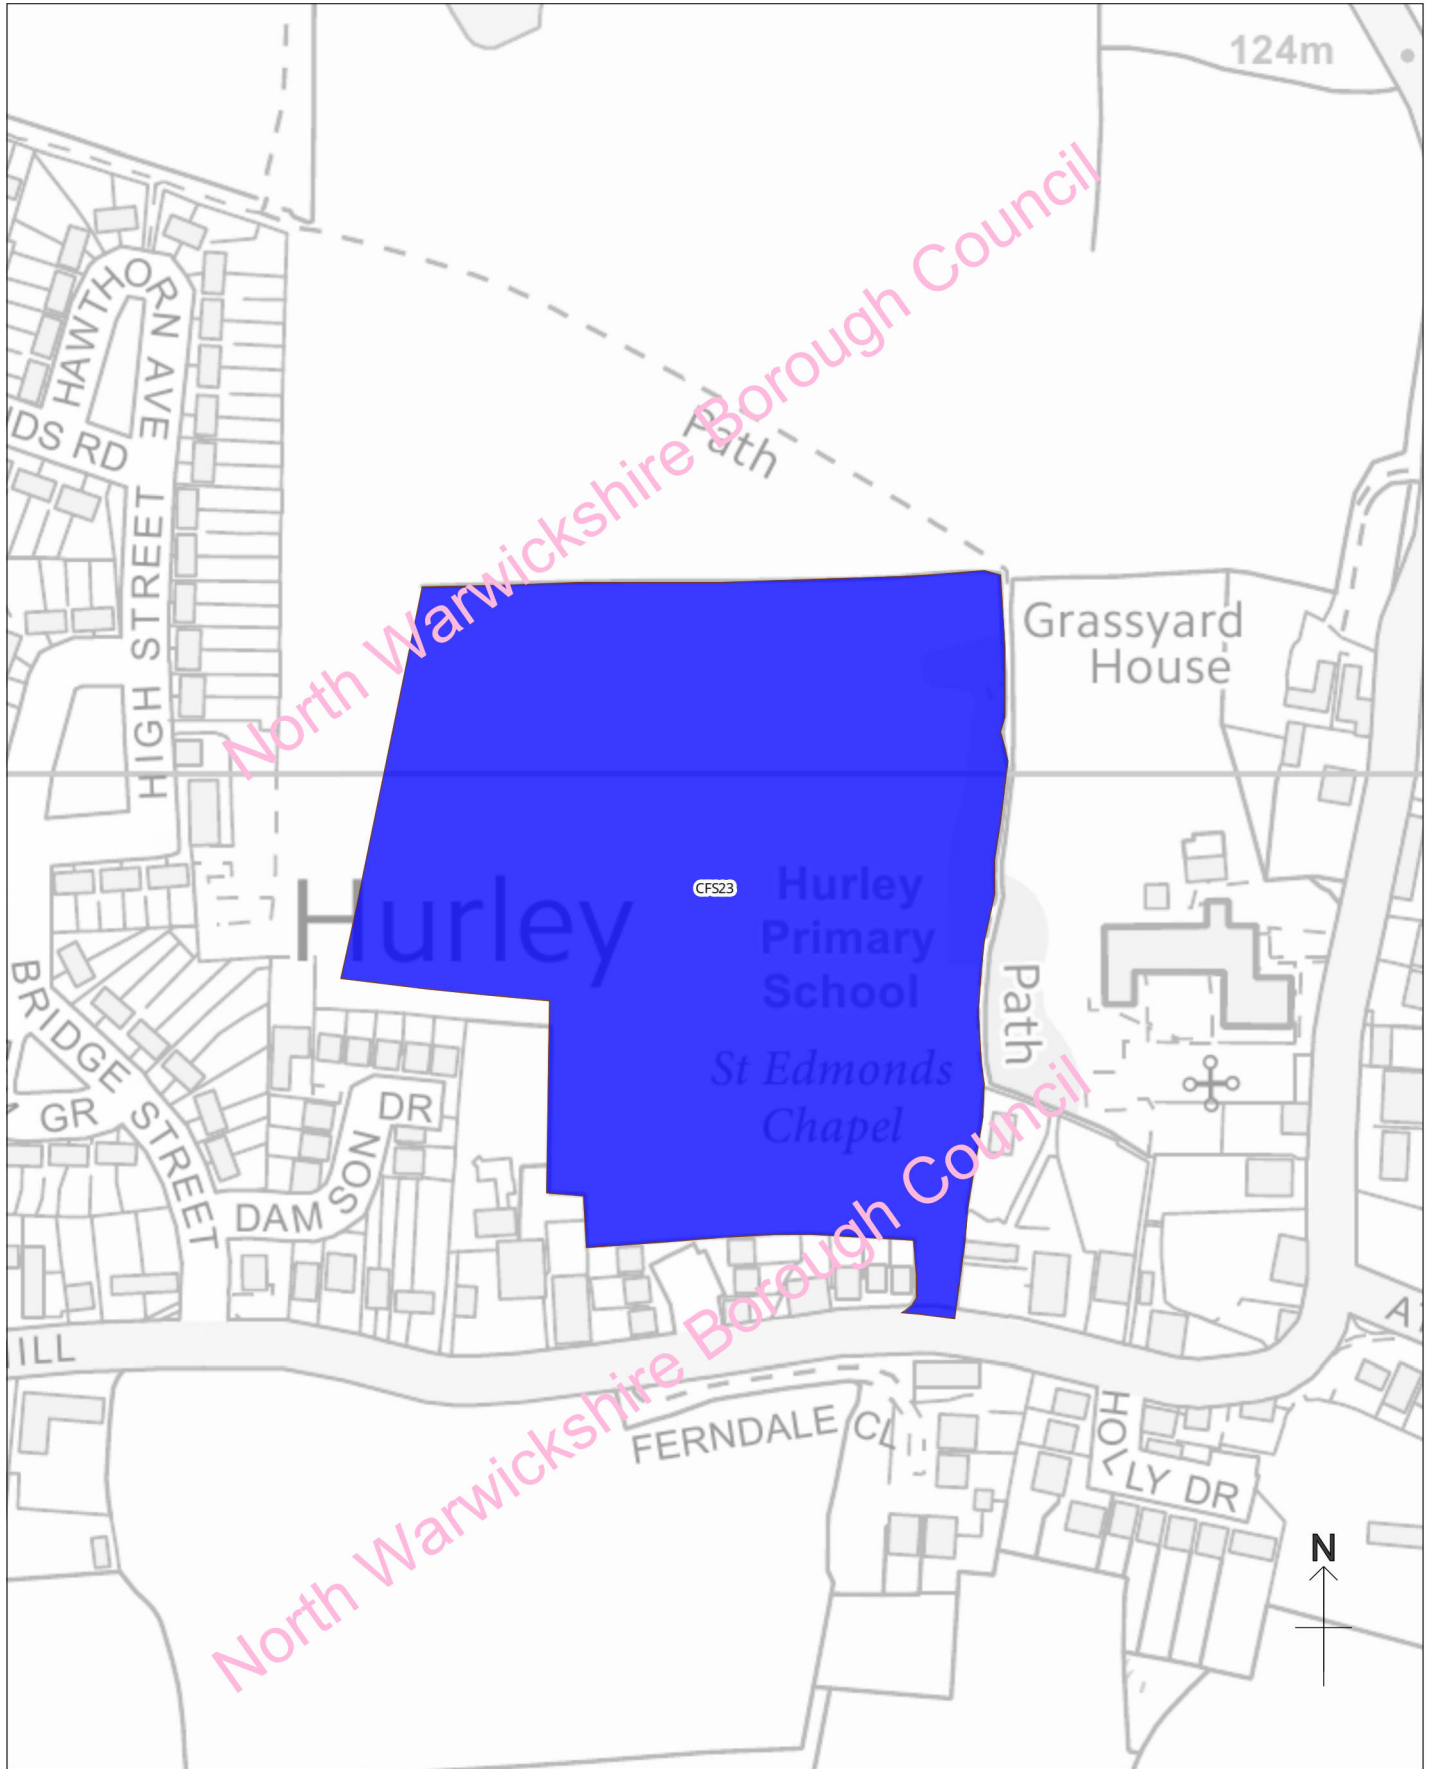 124m
North Warwickshire Borough Council
HAWTHORN AVE
DS RD
Path
HIGH STREET
Grassyard
House
Hurley
CFS23
Hurley
Primary
School
Path
St Edmonds
Chapel
BRIDGE STREET
GR
DR
DAMSON
ILL
North Warwickshire Borough Council
FERNDALE CL
HOLLY DR
N